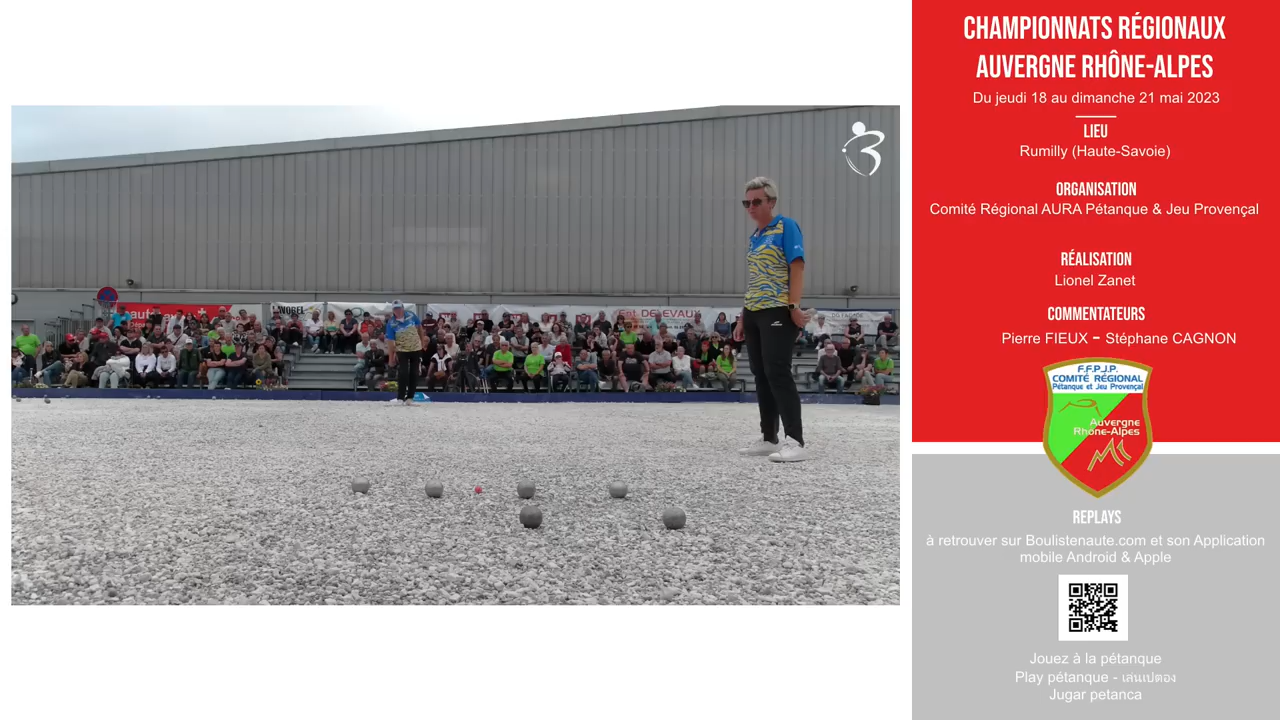 CHAMPIONNATS RÉGIONAUX
AUVERGNE RHÔNE-ALPES
Du jeudi 18 au dimanche 21 mai 2023
LIEU
Rumilly (Haute-Savoie)
ORGANISATION
Comité Régional AURA Pétanque & Jeu Provençal
RÉALISATION
Lionel Zanet
COMMENTATEURS
Pierre FIEUX - Stéphane CAGNON
F.F.P.J.P.
COMITÉ RÉGIONAL
Pétanque et Jeu Provençal
Auvergne
Rhône-Alpes
REPLAYS
à retrouver sur Boulistenaute.com et son Application
mobile Android & Apple
Jouez à la pétanque
Play pétanque - เล่นเปตอง
Jugar petanca